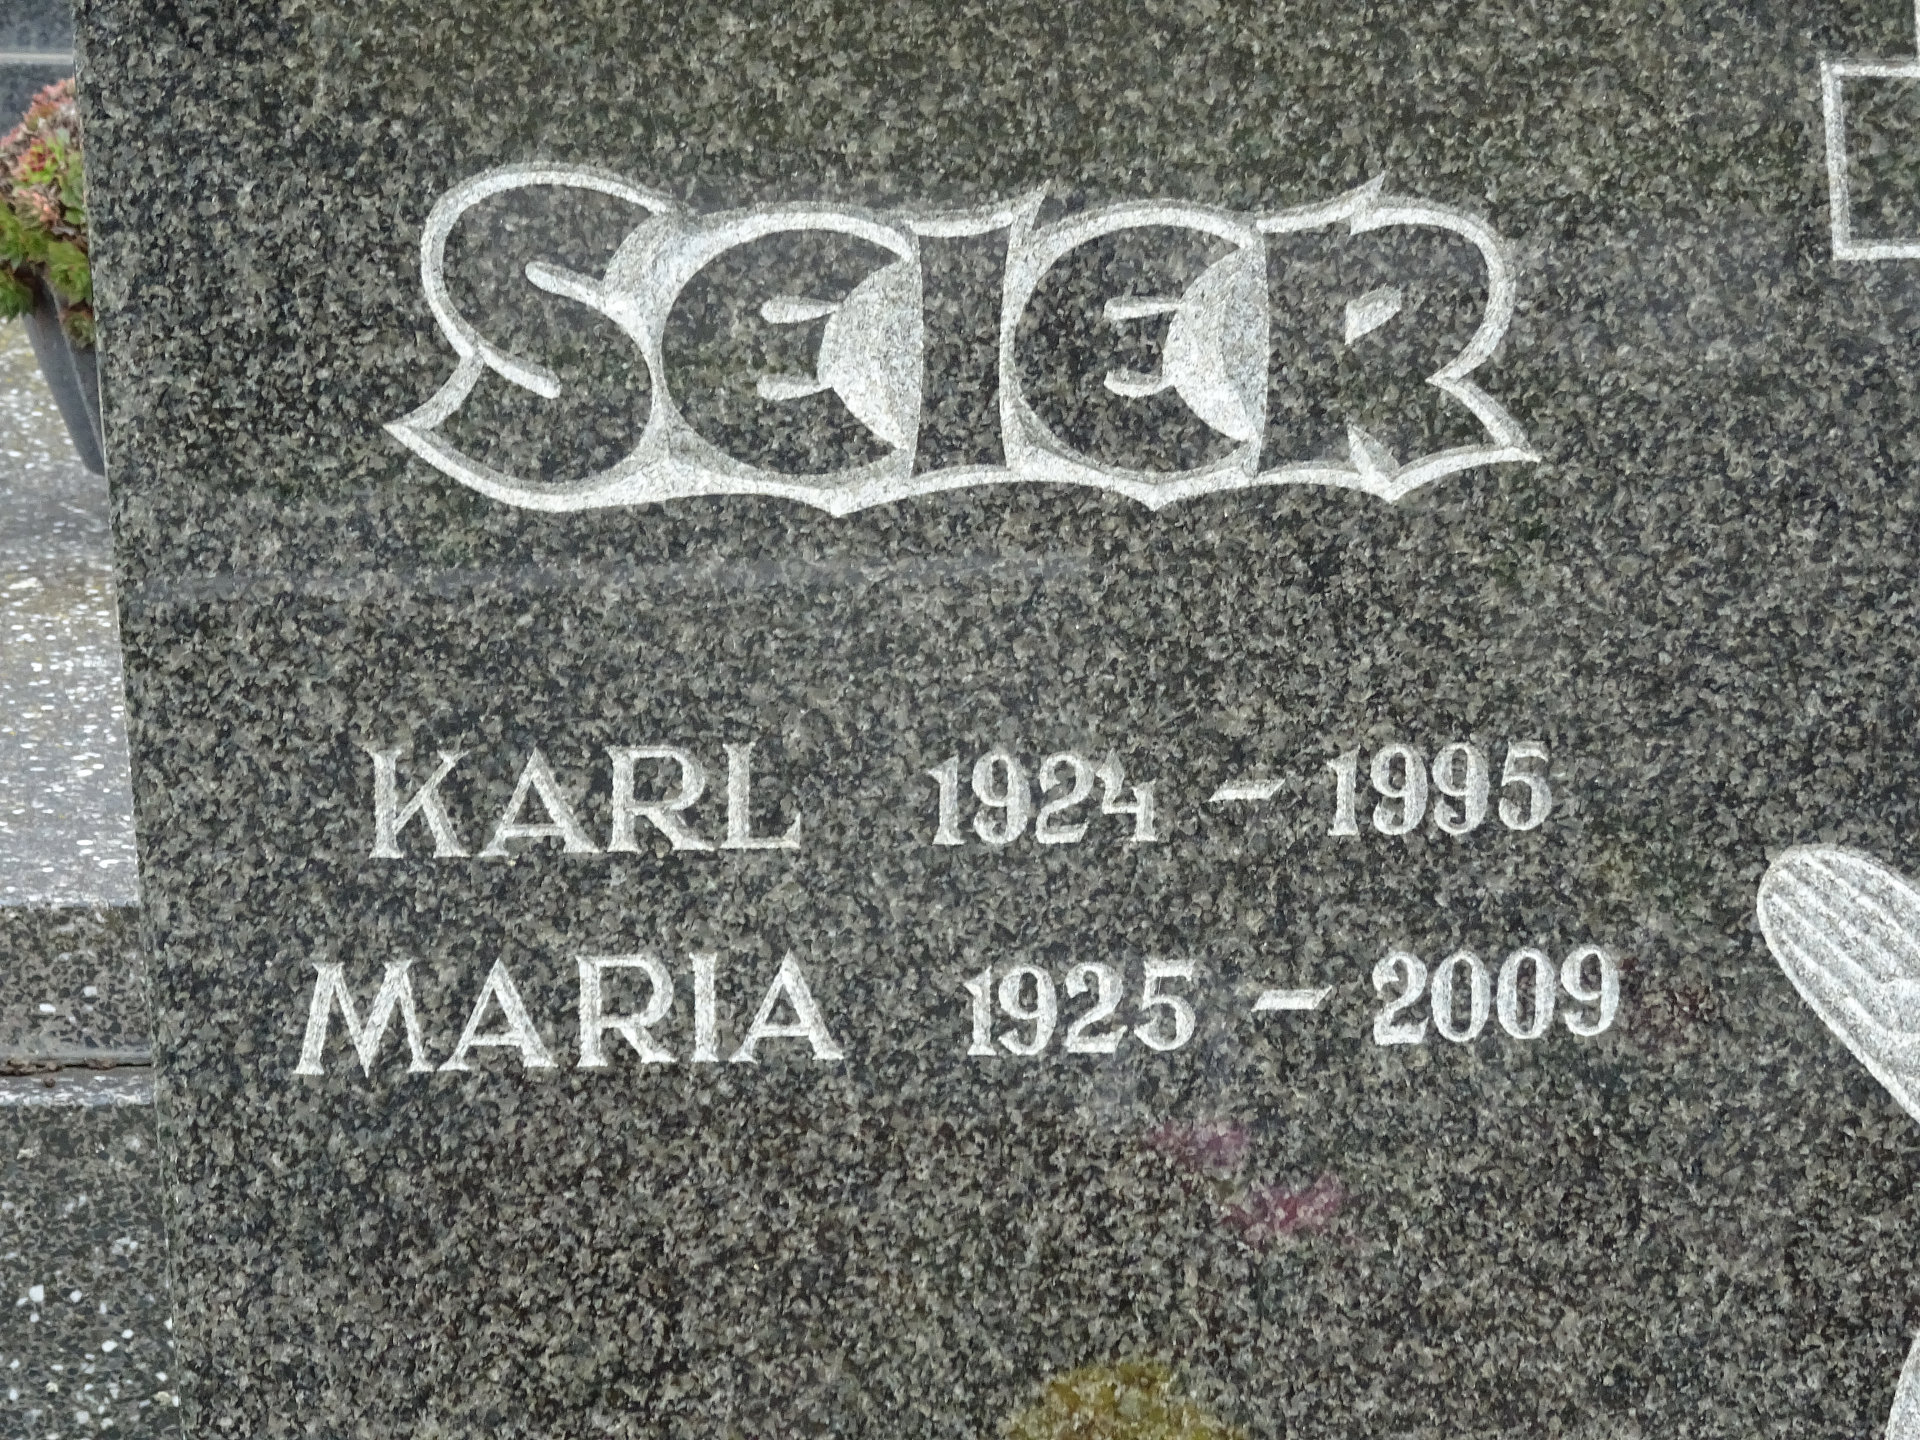 SEIER
KARL 1924 – 1995
MARIA 1925 – 2009